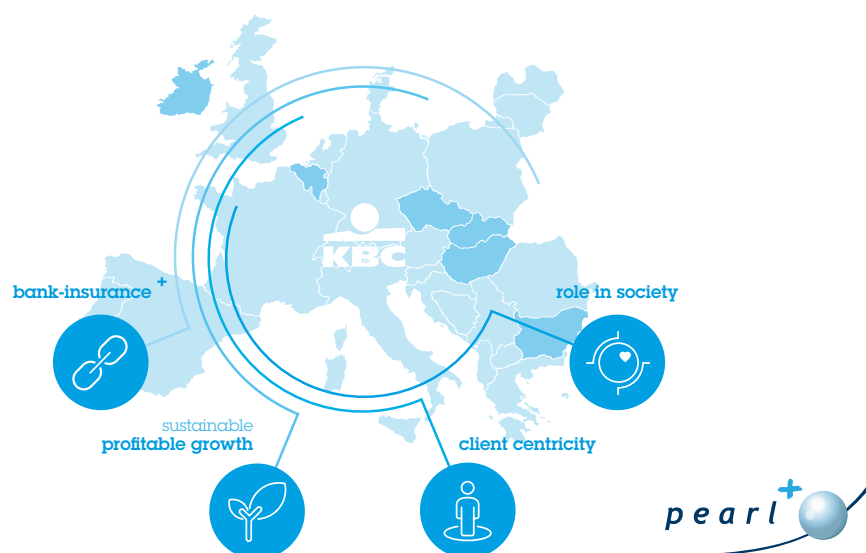 KBC
bank-insurance +
role in society
sustainable
profitable growth
client centricity
pearl+